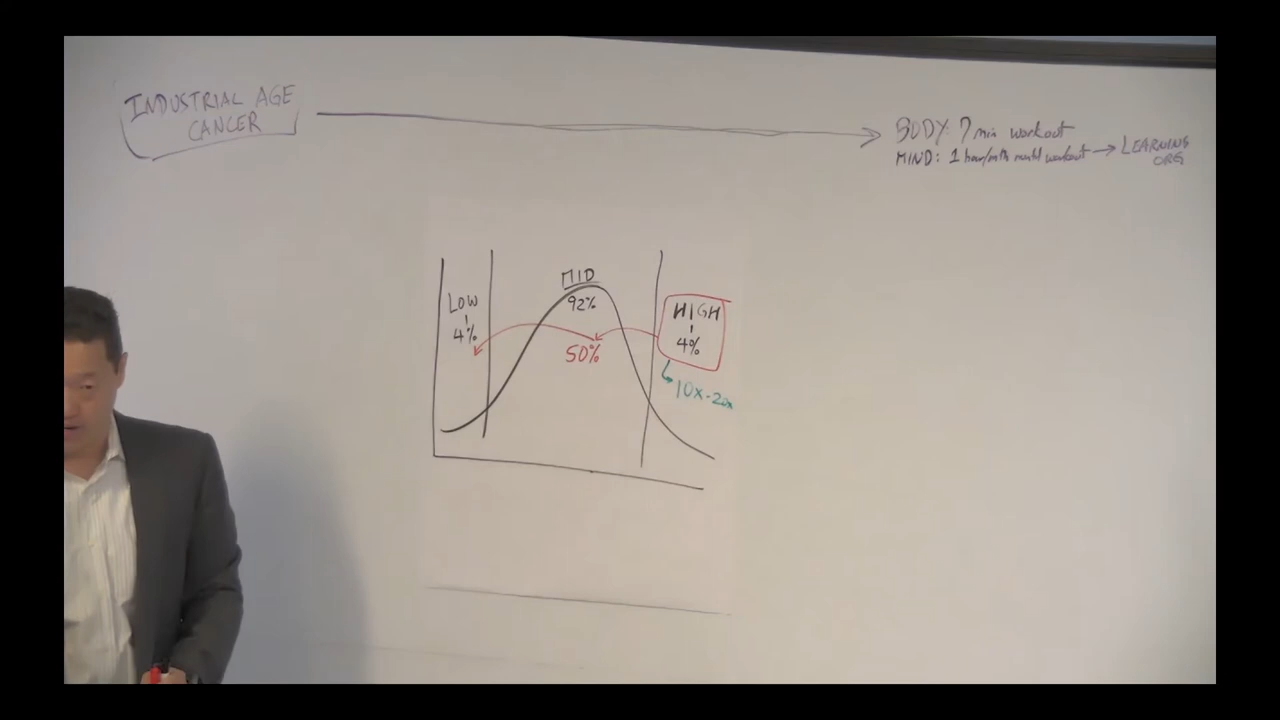 INDUSTRIAL AGE
CANCER
BODY: 7 min workout
MIND: 1 hour/mth mental workout → LEARNING
ORG
MID
92%
LOW
4%
50%
HIGH
4%
10x-20x